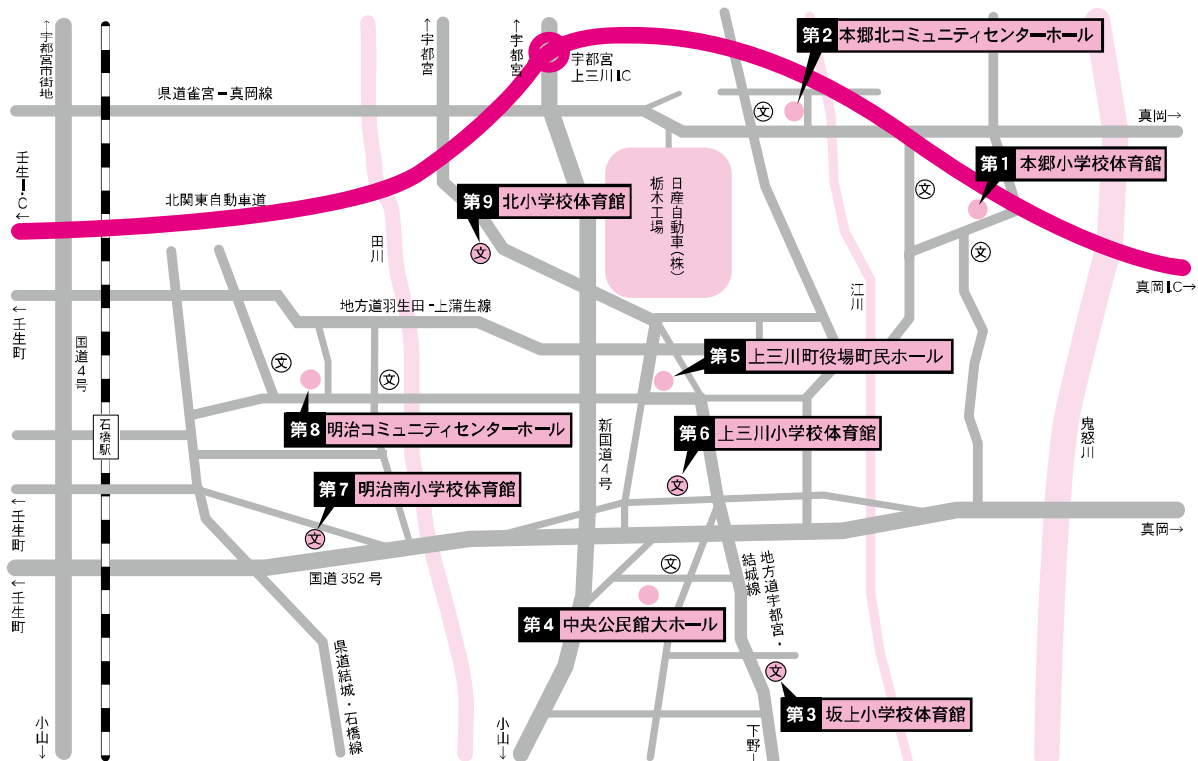 ↑宇都宮市街地
↑宇都宮
↑宇都宮
宇都宮
上三川IC
第2 本郷北コミュニティセンターホール
県道雀宮－真岡線
文
真岡→
壬生I・C←
第1 本郷小学校体育館
文
北関東自動車道
第9 北小学校体育館
日産自動車㈱
栃木工場
文
文
田川
江川
真岡I.C→
地方道羽生田－上蒲生線
←壬生町
国道4号
文
文
第5 上三川町役場町民ホール
石橋駅
第8 明治コミュニティセンターホール
新国道4号
第6 上三川小学校体育館
鬼怒川
第7 明治南小学校体育館
文
←壬生町
文
真岡→
国道352号
文
地方道宇都宮・
結城線
←壬生町
第4 中央公民館大ホール
県道結城・石橋線
文
第3 坂上小学校体育館
小山→
小山→
下野→